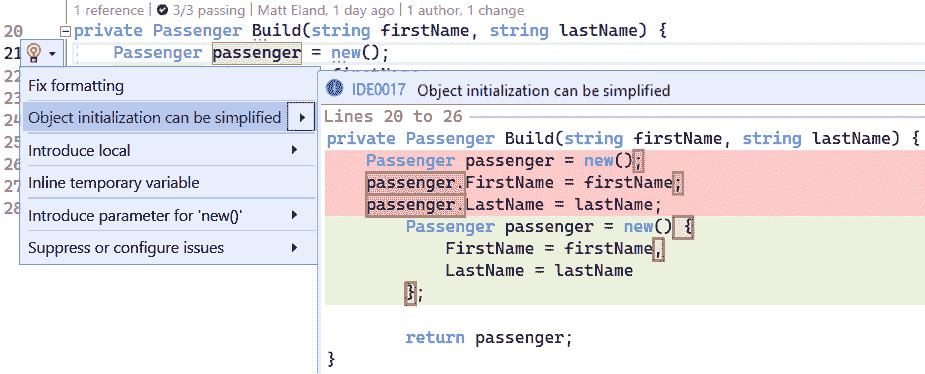 1 reference | 3/3 passing | Matt Eland, 1 day ago | 1 author, 1 change
20 private Passenger Build(string firstName, string lastName) {
21 Passenger passenger = new();
22
23
24
25
26
27
28
Fix formatting
Object initialization can be simplified
Introduce local
Inline temporary variable
Introduce parameter for 'new()'
Suppress or configure issues
IDE0017 Object initialization can be simplified
Lines 20 to 26
private Passenger Build(string firstName, string lastName) {
Passenger passenger = new();
passenger.FirstName = firstName;
passenger.LastName = lastName;
Passenger passenger = new() {
FirstName = firstName,
LastName = lastName
};
return passenger;
}